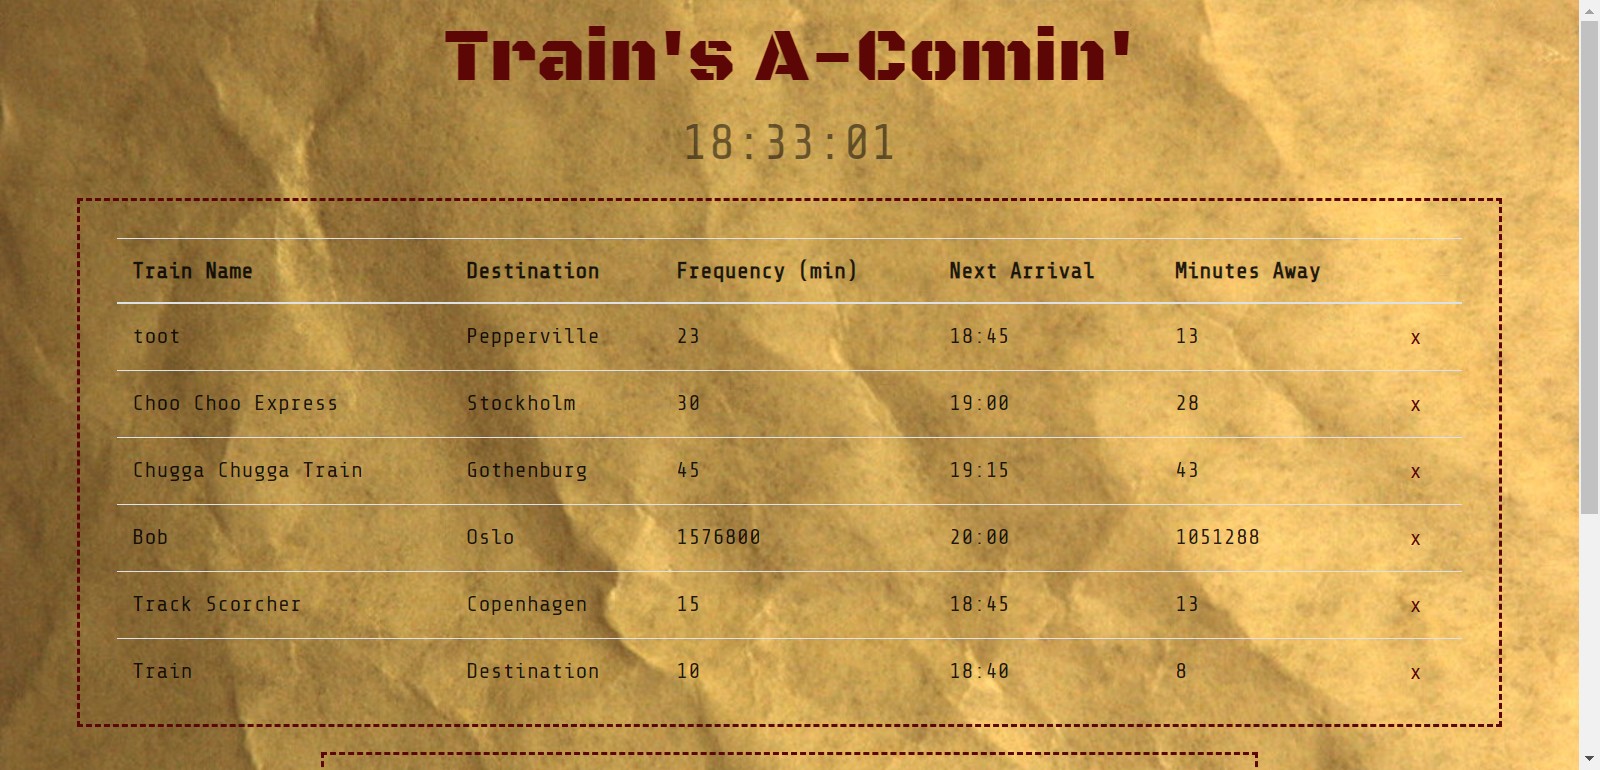 Train's A-Comin'
18:33:01
Train Name Destination Frequency (min) Next Arrival Minutes Away
toot Pepperville 23 18:45 13 x
Choo Choo Express Stockholm 30 19:00 28 x
Chugga Chugga Train Gothenburg 45 19:15 43 x
Bob Oslo 1576800 20:00 1051288 x
Track Scorcher Copenhagen 15 18:45 13 x
Train Destination 10 18:40 8 x